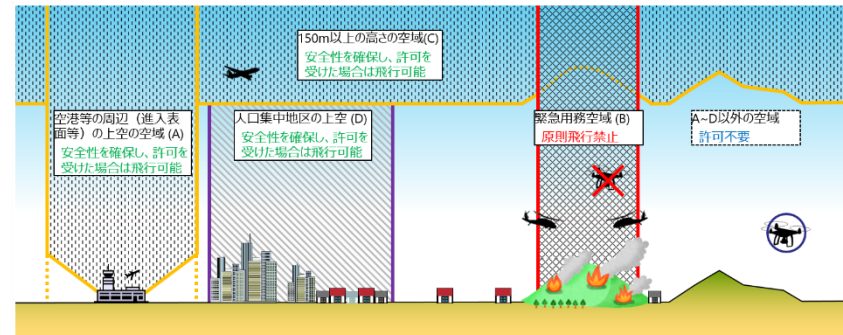 150m以上の高さの空域(C)
安全性を確保し、許可を
受けた場合は飛行可能
空港等の周辺（進入表
面等）の上空の空域(A)
安全性を確保し、許可を
受けた場合は飛行可能
人口集中地区の上空 (D)
安全性を確保し、許可を
受けた場合は飛行可能
緊急用務空域 (B)
原則飛行禁止
A~D以外の空域
許可不要